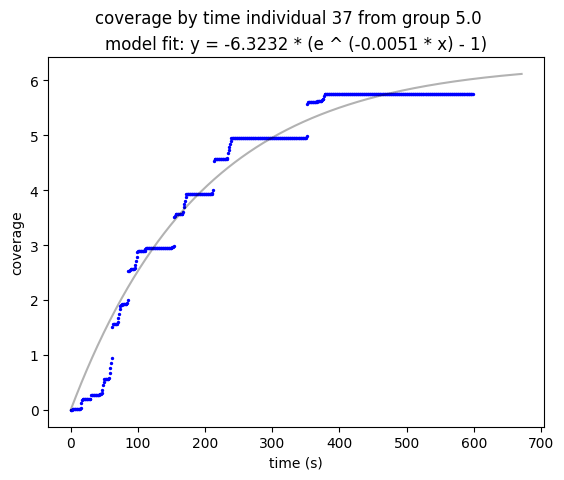 coverage by time individual 37 from group 5.0
model fit: y = -6.3232 * (e ^ (-0.0051 * x) - 1)
6
5
4
3
2
1
0
coverage
0 100 200 300 400 500 600 700
time (s)